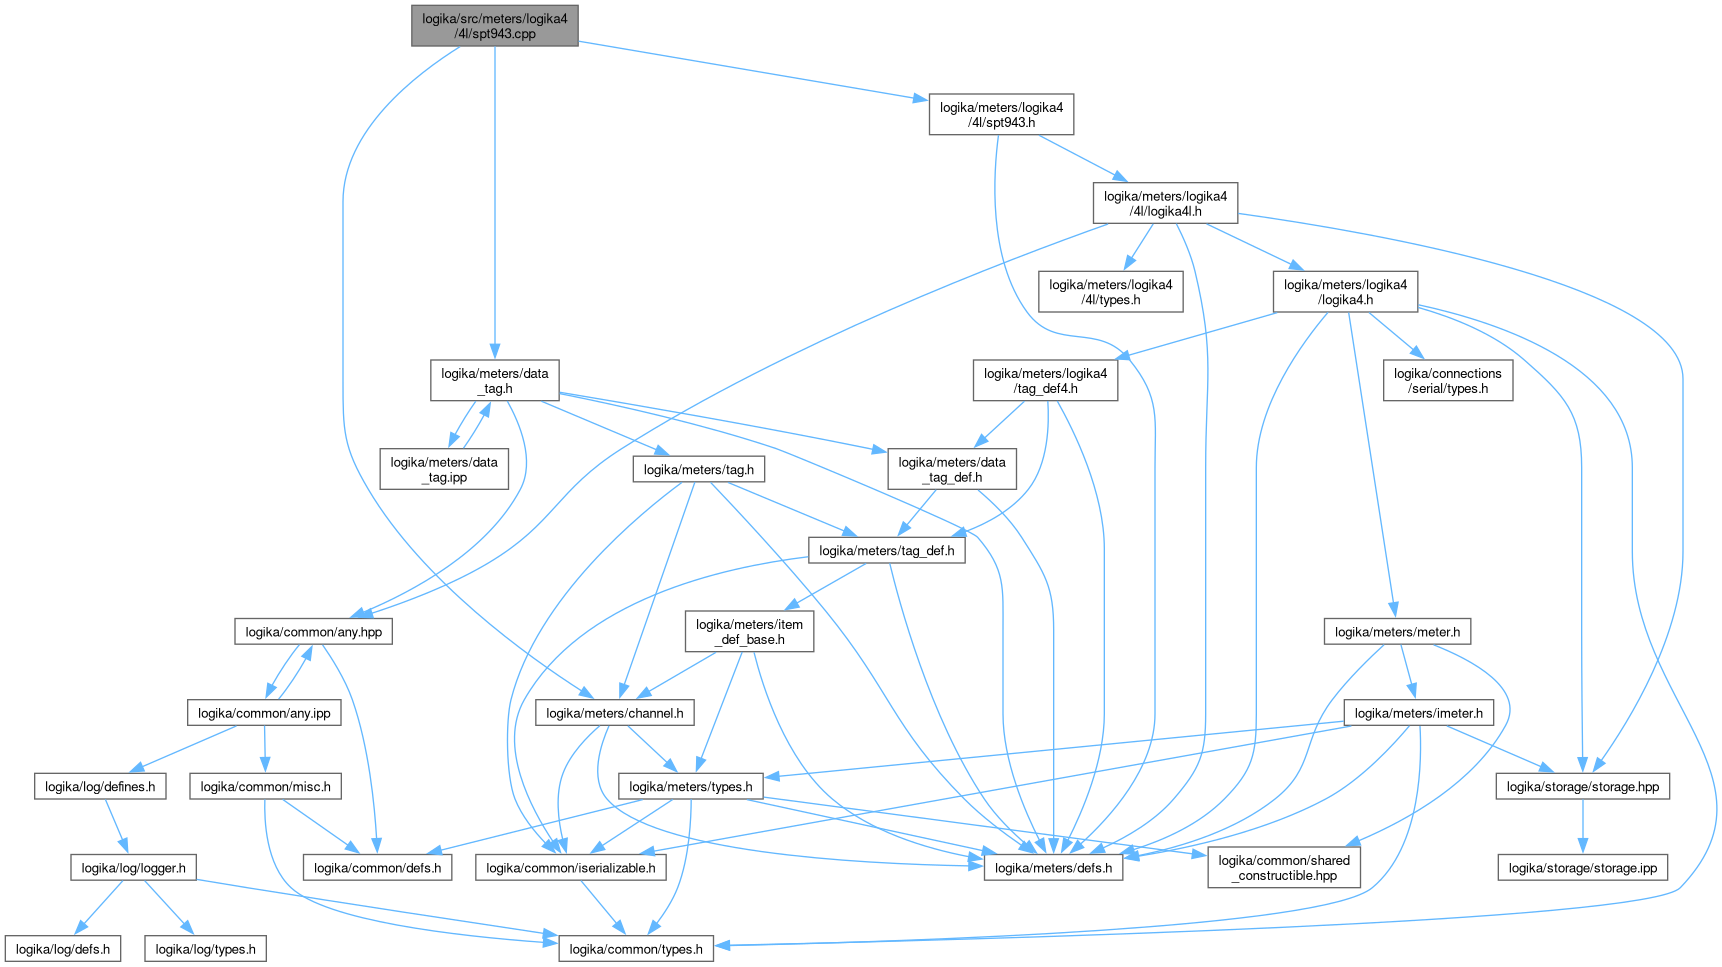 logika/src/meters/logika4
/4l/spt943.cpp
logika/meters/logika4
/4l/spt943.h
logika/meters/logika4
/4l/logika4l.h
logika/meters/logika4
/4l/types.h
logika/meters/logika4
/logika4.h
logika/meters/data
_tag.h
logika/meters/logika4
/tag_def4.h
logika/connections
/serial/types.h
logika/meters/data
_tag.ipp
logika/meters/tag.h
logika/meters/data
_tag_def.h
logika/meters/tag_def.h
logika/common/any.hpp
logika/meters/item
_def_base.h
logika/meters/meter.h
logika/common/any.ipp
logika/meters/channel.h
logika/meters/imeter.h
logika/log/defines.h
logika/common/misc.h
logika/meters/types.h
logika/storage/storage.hpp
logika/log/logger.h
logika/common/defs.h
logika/common/iserializable.h
logika/meters/defs.h
logika/common/shared
_constructible.hpp
logika/storage/storage.ipp
logika/log/defs.h
logika/log/types.h
logika/common/types.h